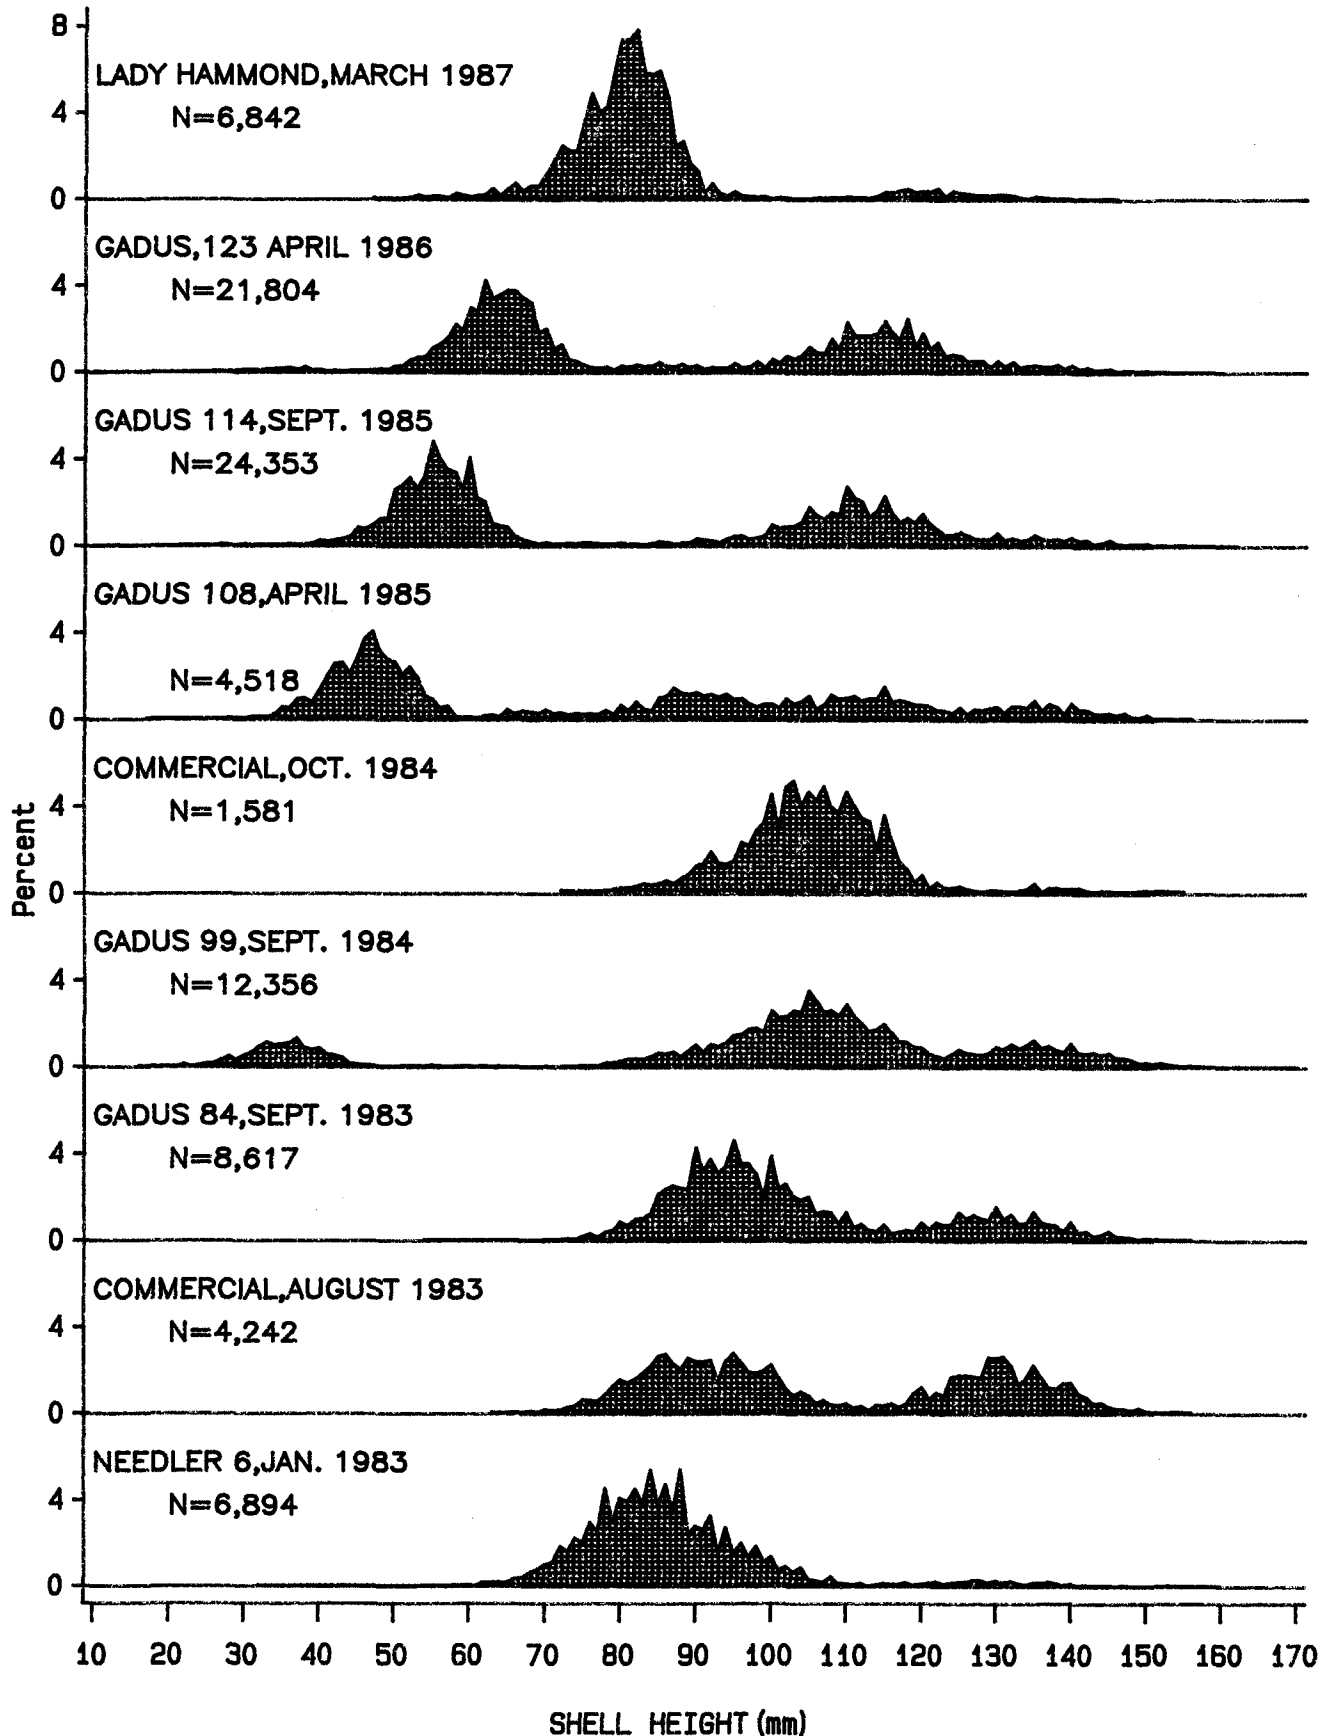 8
LADY HAMMOND,MARCH 1987
4
N=6,842
0
GADUS,123 APRIL 1986
4
N=21,804
0
GADUS 114,SEPT. 1985
4
N=24,353
0
GADUS 108,APRIL 1985
4
N=4,518
0
COMMERCIAL,OCT. 1984
4
N=1,581
0
Percent
GADUS 99,SEPT. 1984
4
N=12,356
0
GADUS 84,SEPT. 1983
4
N=8,617
0
COMMERCIAL,AUGUST 1983
4
N=4,242
0
NEEDLER 6,JAN. 1983
4
N=6,894
0
10 20 30 40 50 60 70 80 90 100 110 120 130 140 150 160 170
SHELL HEIGHT (mm)